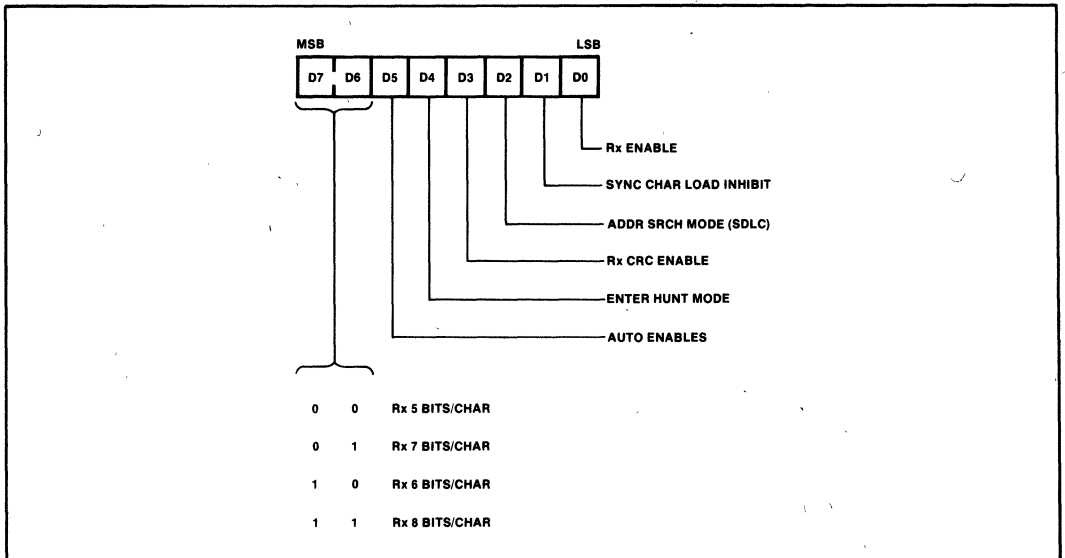 MSB LSB
D7 D6 D5 D4 D3 D2 D1 D0
Rx ENABLE
SYNC CHAR LOAD INHIBIT
ADDR SRCH MODE (SDLC)
Rx CRC ENABLE
ENTER HUNT MODE
AUTO ENABLES
0 0 Rx 5 BITS/CHAR
0 1 Rx 7 BITS/CHAR
1 0 Rx 6 BITS/CHAR
1 1 Rx 8 BITS/CHAR